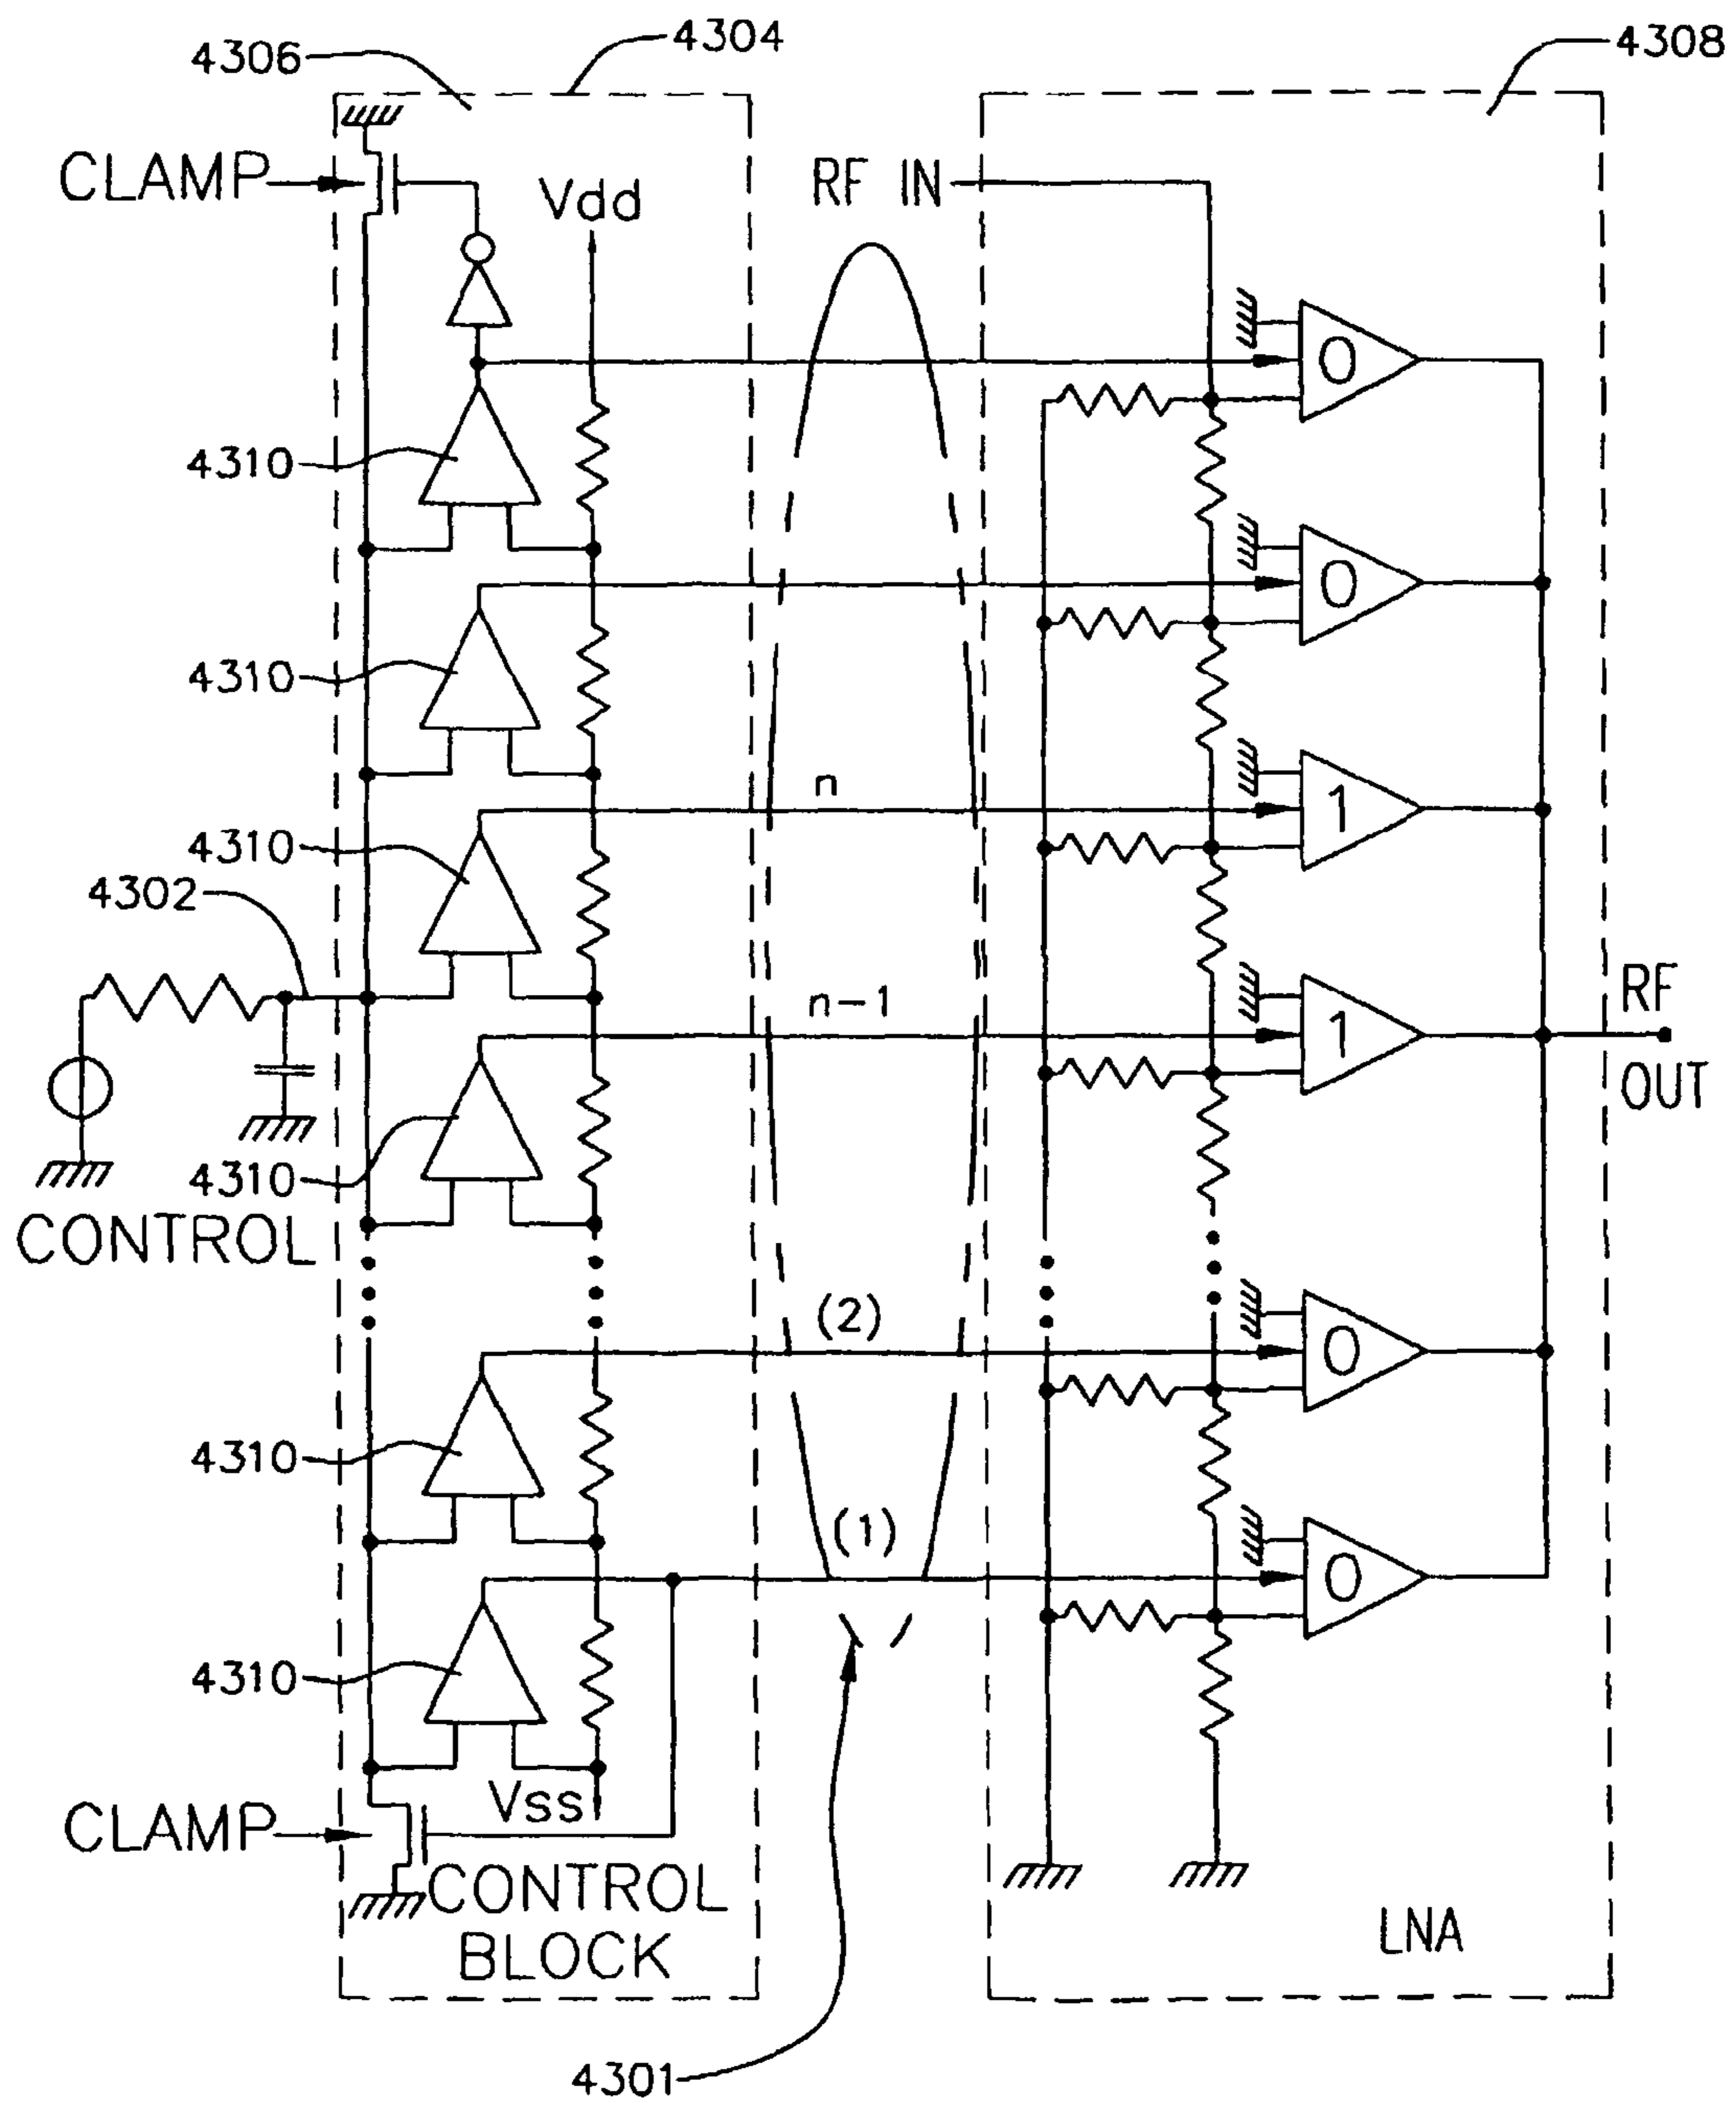 4306
4304
4308
CLAMP
Vdd
RF IN
0
4310
0
4310
n
1
4310
4302
n-1
1
RF
OUT
4310
CONTROL
(2)
0
4310
(1)
0
4310
Vss
CLAMP
CONTROL
BLOCK
LNA
4301